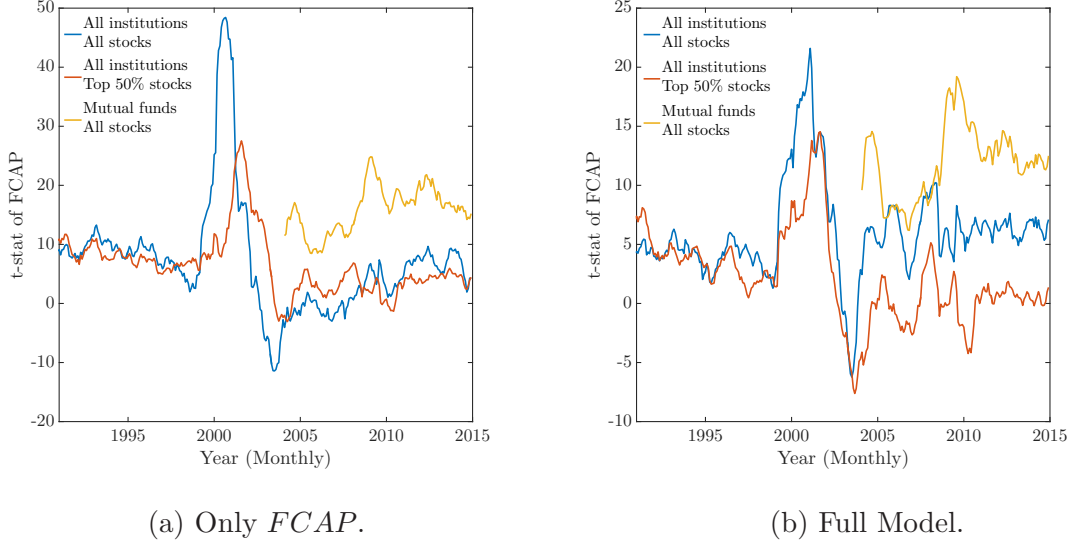 50
40
30
20
10
0
-10
-20
t-stat of FCAP
All institutions
All stocks
All institutions
Top 50% stocks
Mutual funds
All stocks
1995
2000
2005
2010
2015
Year (Monthly)
(a) Only FCAP.
25
20
15
10
5
0
-5
-10
t-stat of FCAP
All institutions
All stocks
All institutions
Top 50% stocks
Mutual funds
All stocks
1995
2000
2005
2010
2015
Year (Monthly)
(b) Full Model.